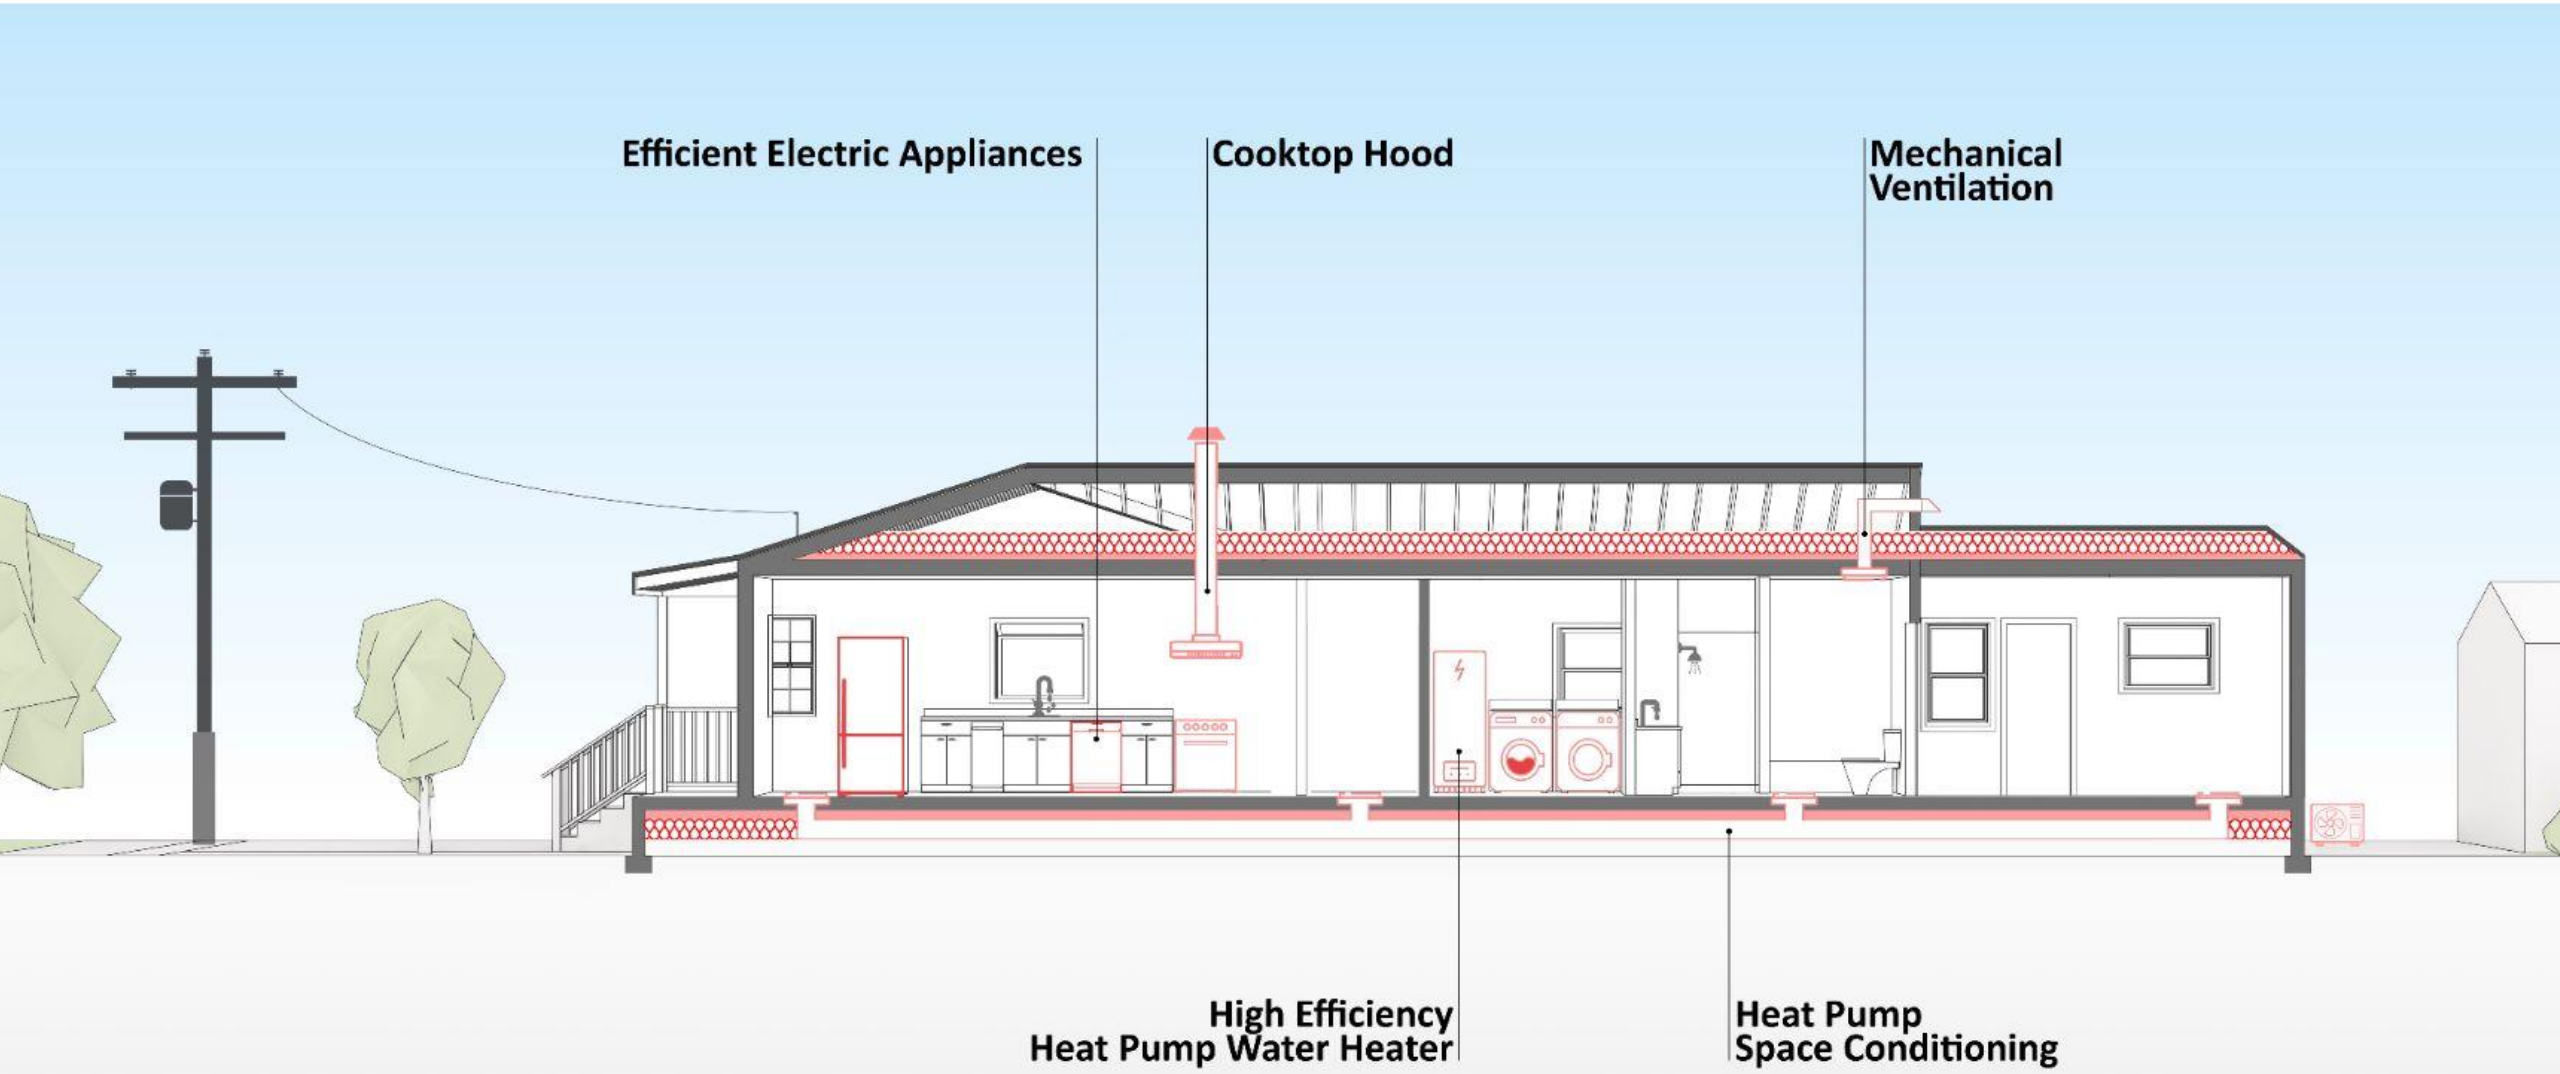 Efficient Electric Appliances
Cooktop Hood
Mechanical
Ventilation
High Efficiency
Heat Pump Water Heater
Heat Pump
Space Conditioning